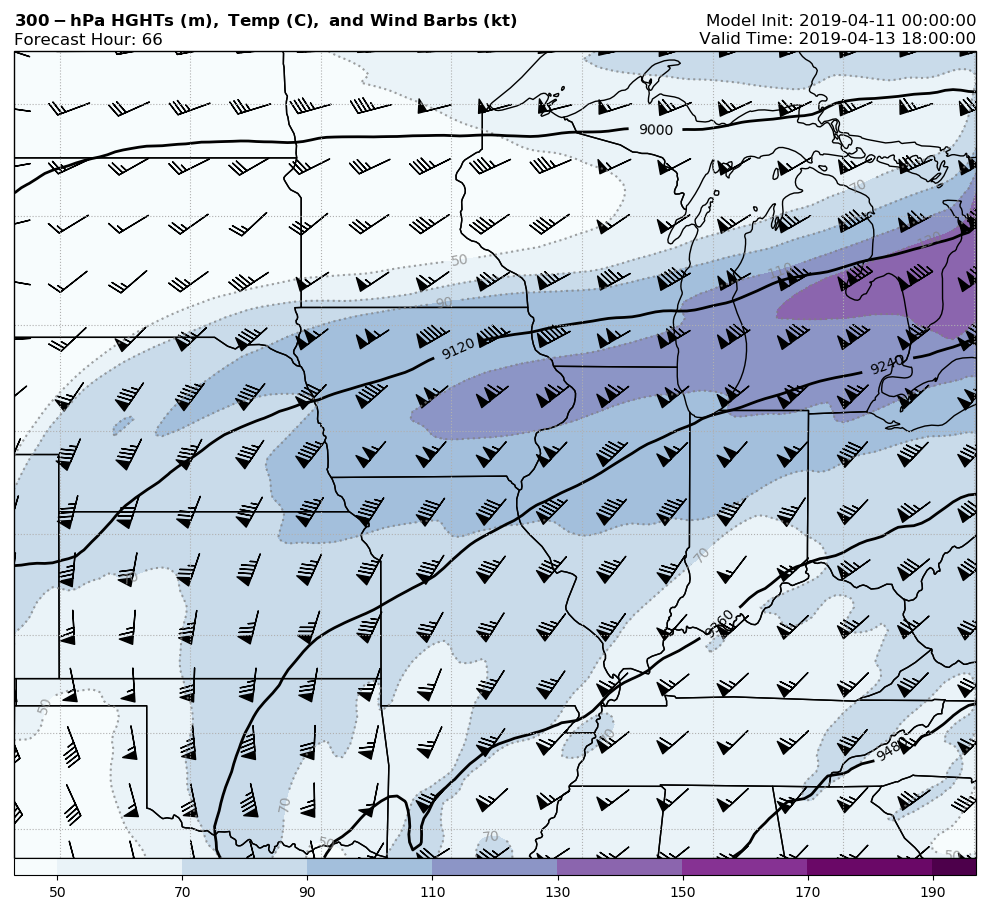 300-hPa HGHTs (m), Temp (C), and Wind Barbs (kt)
Model Init: 2019-04-11 00:00:00
Forecast Hour: 66
Valid Time: 2019-04-13 18:00:00
9000
70
50
90
9120
9240
70
9360
50
9480
70
50
70
50
50 70 90 110 130 150 170 190